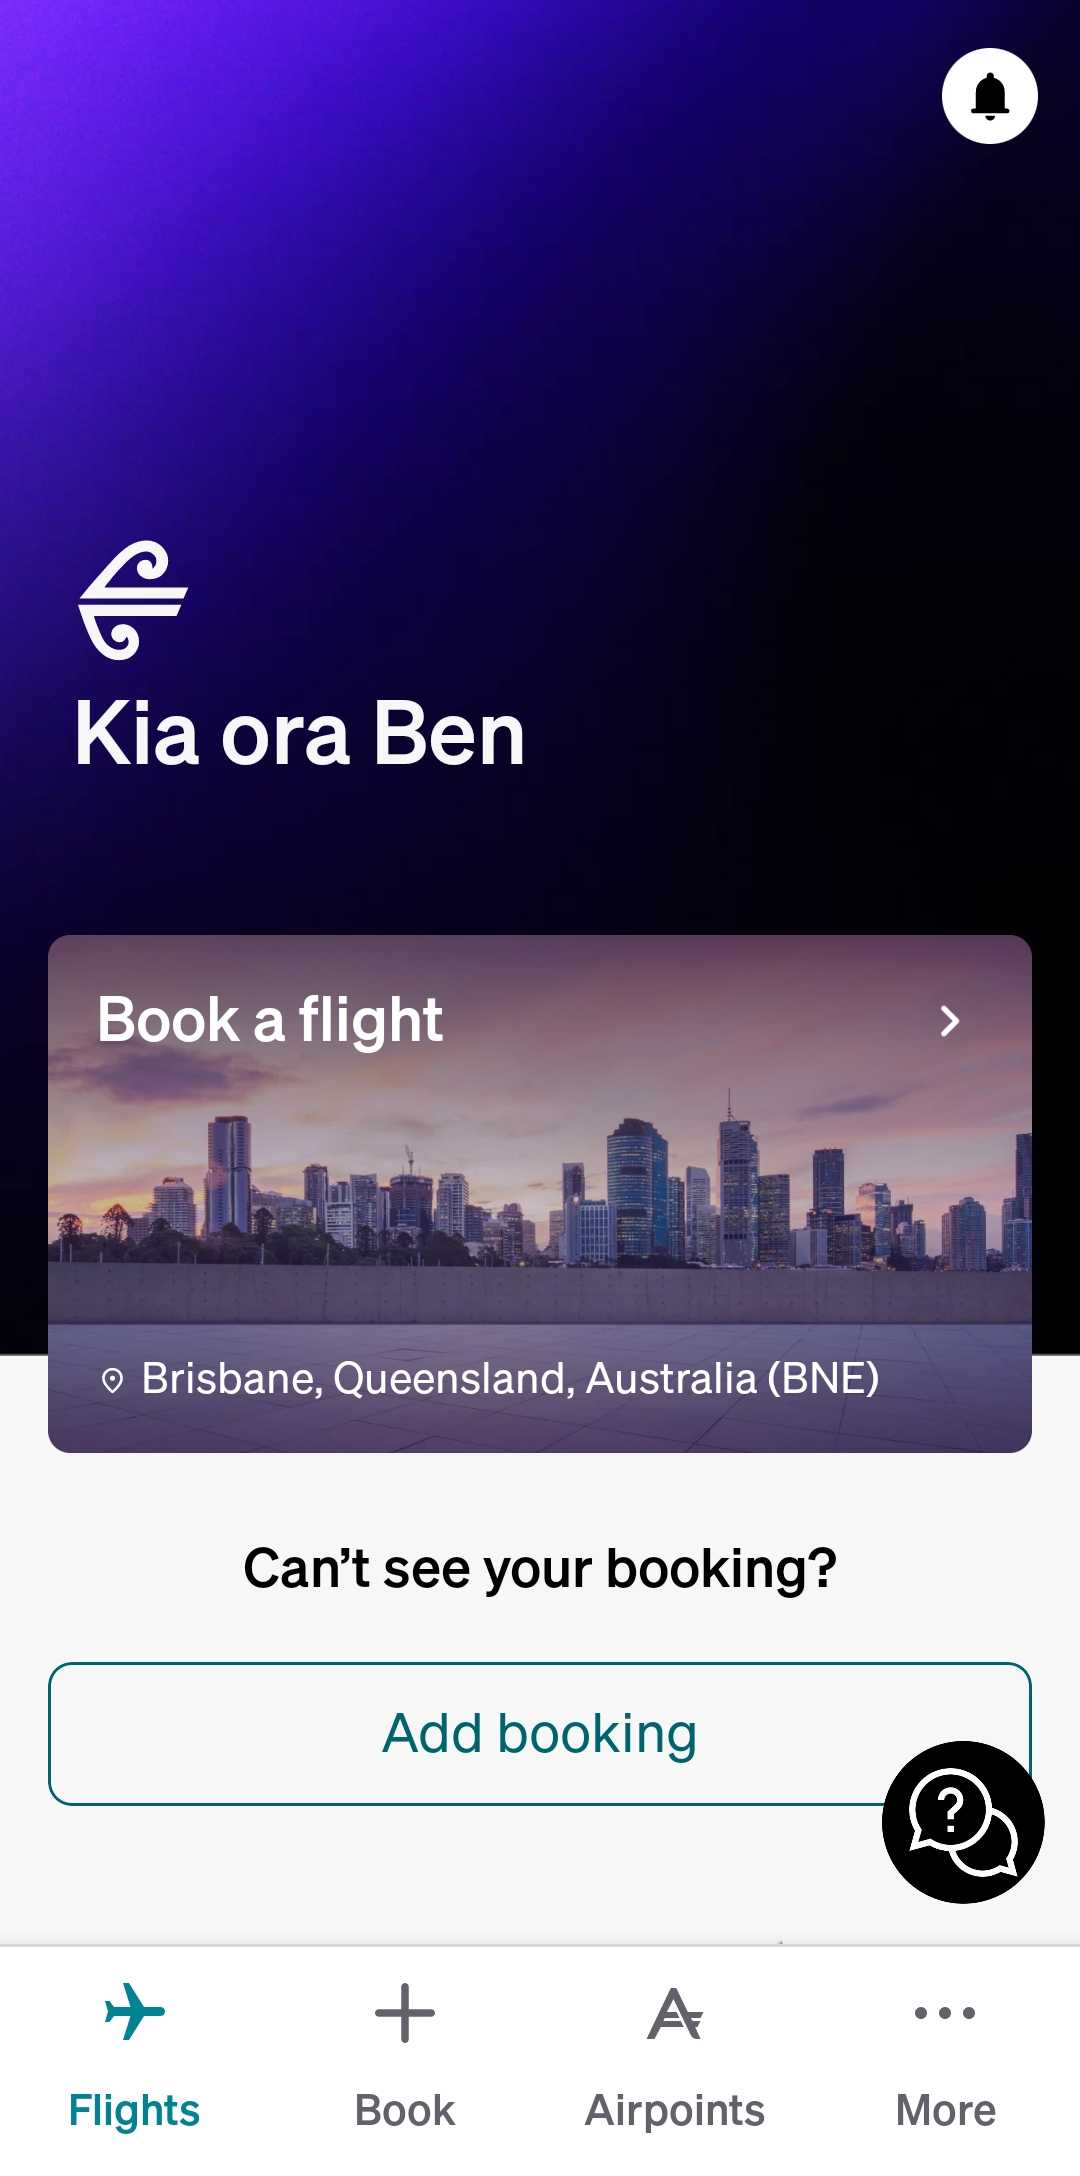 Kia ora Ben
Book a flight
Brisbane, Queensland, Australia (BNE)
Can’t see your booking?
Add booking
?
Flights
Book
Airpoints
More